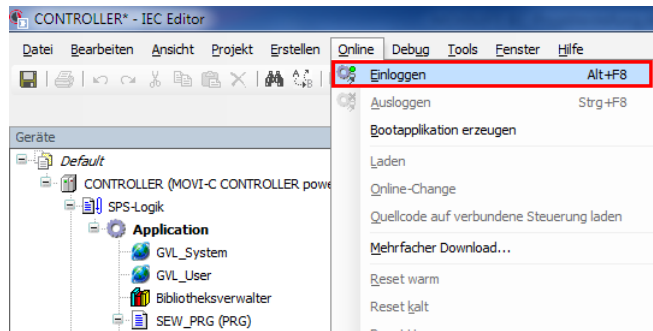 CONTROLLER* - IEC Editor
Datei Bearbeiten Ansicht Projekt Erstellen Online Debug Tools Fenster Hilfe
Einloggen Alt+F8
Ausloggen Strg+F8
Bootapplikation erzeugen
Laden
Online-Change
Quellcode auf verbundene Steuerung laden
Mehrfacher Download...
Reset warm
Reset kalt
Geräte
Default
CONTROLLER (MOVI-C CONTROLLER powe
SPS-Logik
Application
GVL_System
GVL_User
Bibliotheksverwalter
SEW_PRG (PRG)